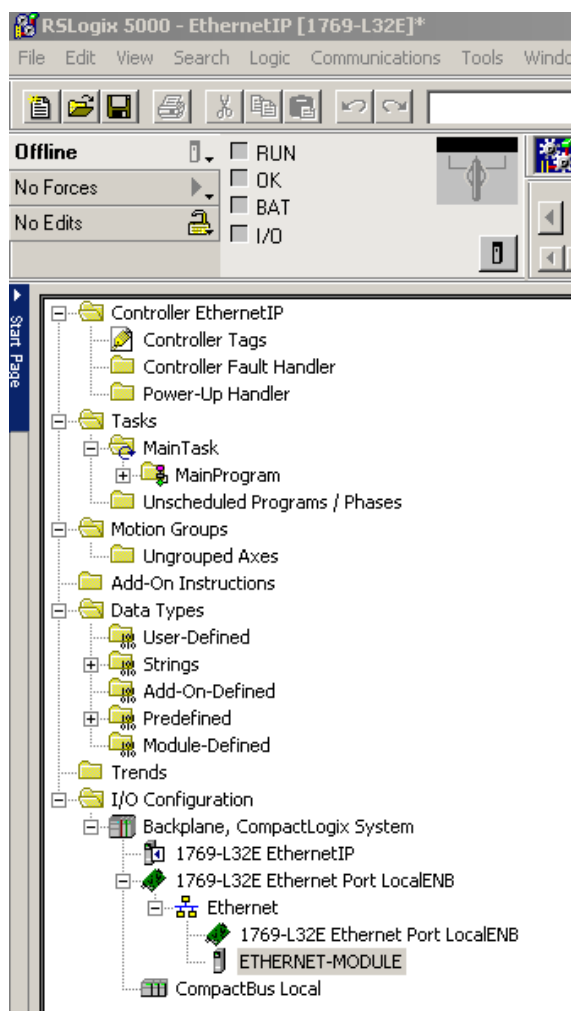 RSLogix 5000 - EthernetIP [1769-L32E]*
File Edit View Search Logic Communications Tools
Offline
RUN
No Forces
OK
No Edits
BAT
I/O
Start Page
Controller EthernetIP
Controller Tags
Controller Fault Handler
Power-Up Handler
Tasks
MainTask
MainProgram
Unscheduled Programs / Phases
Motion Groups
Ungrouped Axes
Add-On Instructions
Data Types
User-Defined
Strings
Add-On-Defined
Predefined
Module-Defined
Trends
I/O Configuration
Backplane, CompactLogix System
1769-L32E EthernetIP
1769-L32E Ethernet Port LocalENB
Ethernet
1769-L32E Ethernet Port LocalENB
ETHERNET-MODULE
CompactBus Local